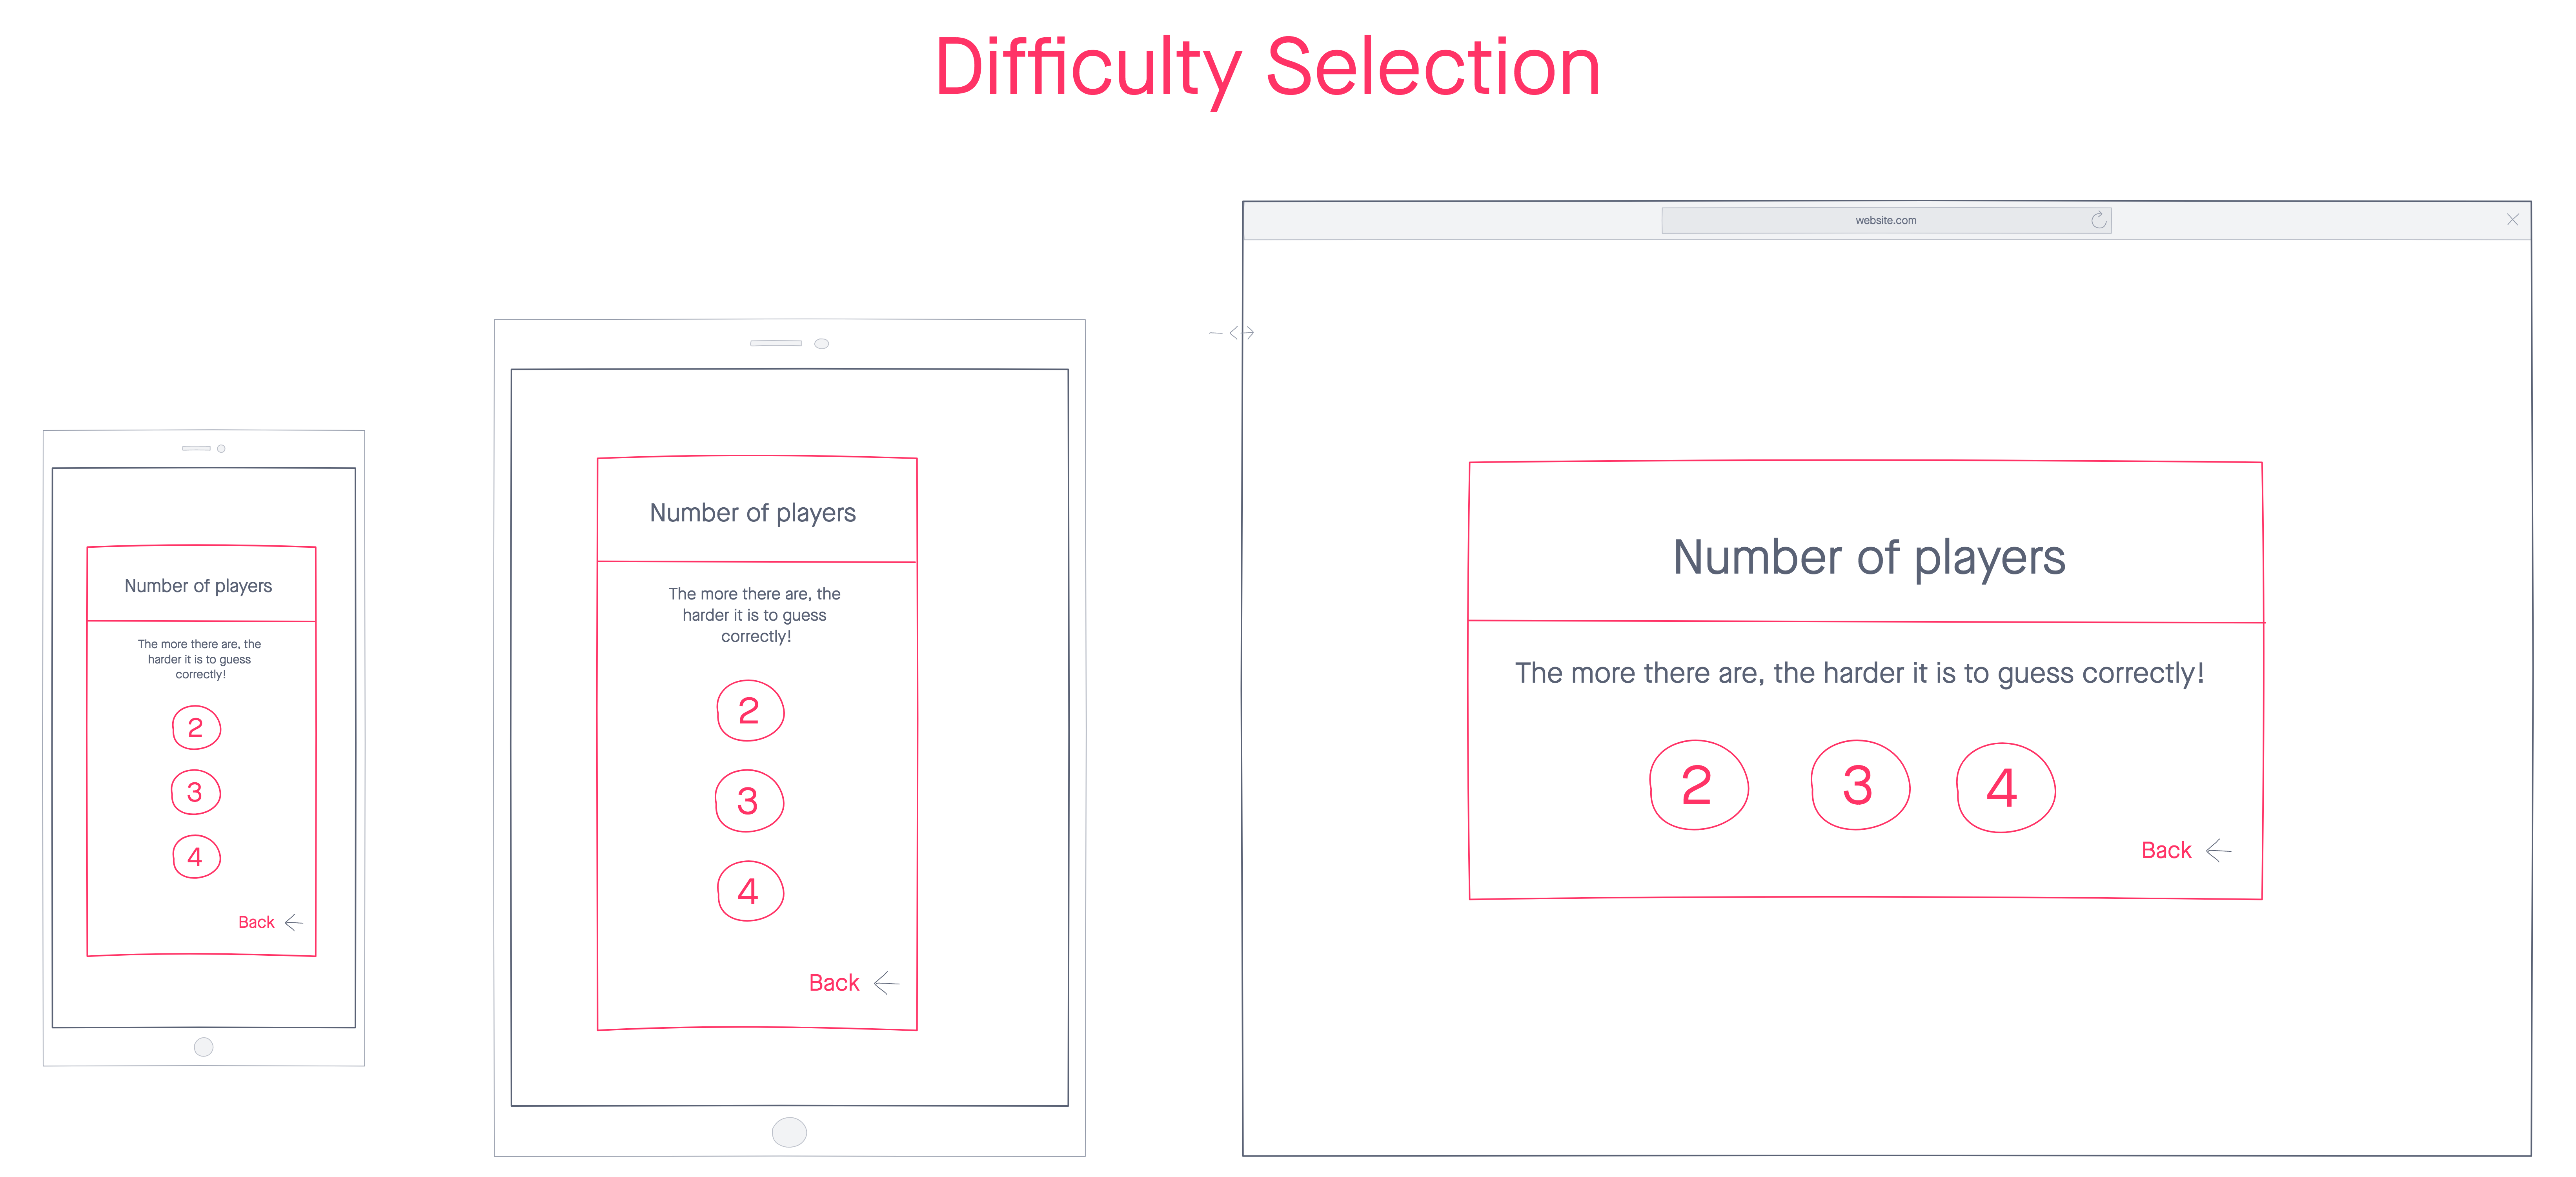 Difficulty Selection
Number of players
The more there are, the
harder it is to guess
correctly!
2
3
4
Back
Number of players
The more there are, the
harder it is to guess
correctly!
2
3
4
Back
website.com
Number of players
The more there are, the harder it is to guess correctly!
2 3 4
Back